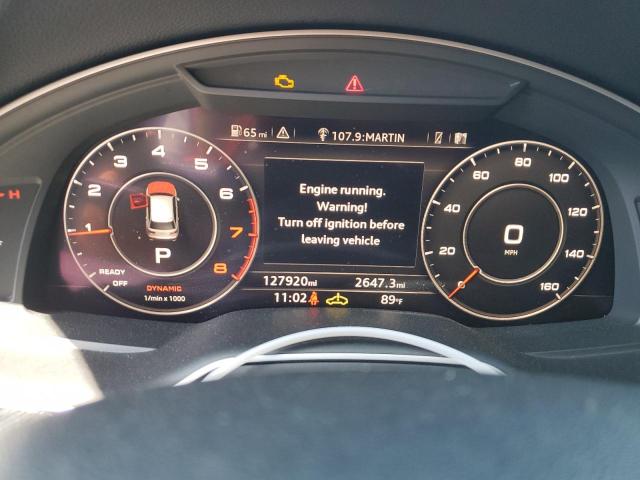 65 mi
107.9:MARTIN
H
1 2 3 4 5 6 7 8
P
READY
OFF
DYNAMIC
1/min x 1000
Engine running.
Warning!
Turn off ignition before
leaving vehicle
127920mi
2647.3 mi
11:02
89°F
20 40 60 80 100 120 140 160
0
MPH